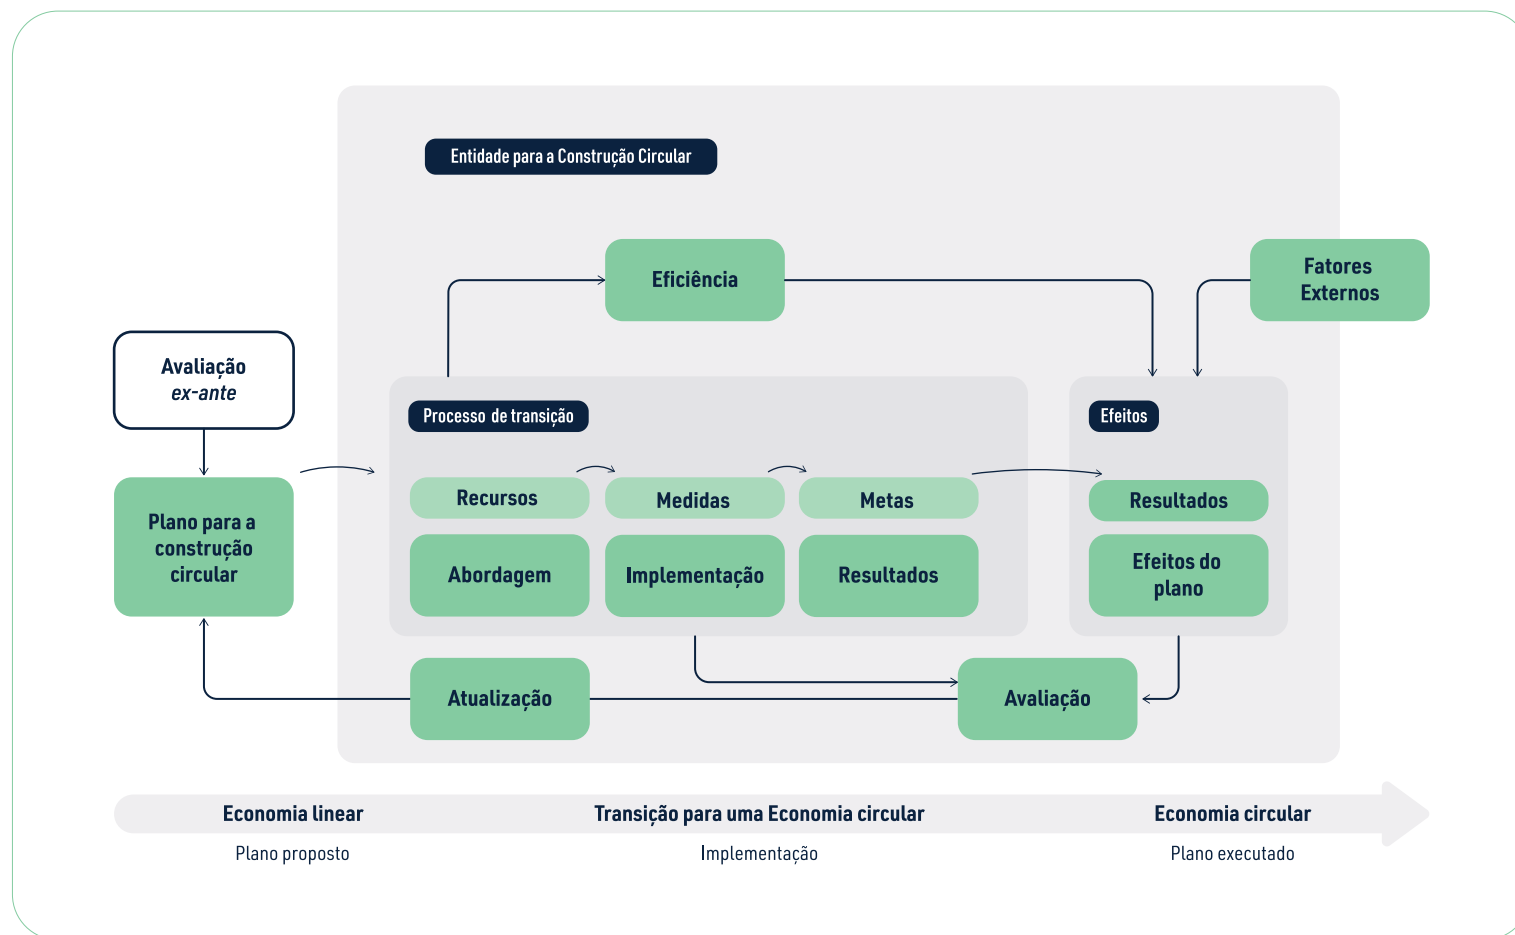 Entidade para a Construção Circular
Eficiência
Fatores
Externos
Avaliação
ex-ante
Processo de transição
Efeitos
Recursos
Medidas
Metas
Resultados
Plano para a
construção
circular
Abordagem
Implementação
Resultados
Efeitos do
plano
Atualização
Avaliação
Economia linear
Transição para uma Economia circular
Economia circular
Plano proposto
Implementação
Plano executado